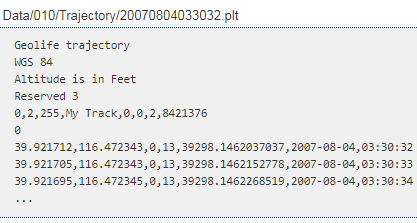 Data/010/Trajectory/20070804033032.plt
Geolife trajectory
WGS 84
Altitude is in Feet
Reserved 3
0,2,255,My Track,0,0,2,8421376
0
39.921712,116.472343,0,13,39298.1462037037,2007-08-04,03:30:32
39.921705,116.472343,0,13,39298.1462152778,2007-08-04,03:30:33
39.921695,116.472345,0,13,39298.1462268519,2007-08-04,03:30:34
...